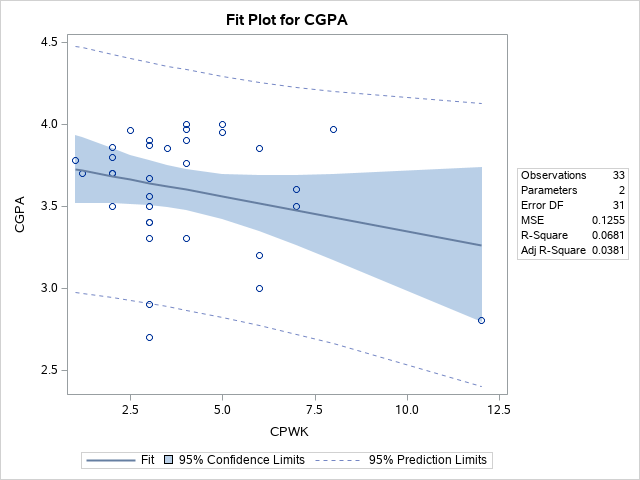 Fit Plot for CGPA
4.5
4.0
3.5
3.0
2.5
CGPA
2.5 5.0 7.5 10.0 12.5
CPWK
Observations 33
Parameters 2
Error DF 31
MSE 0.1255
R-Square 0.0681
Adj R-Square 0.0381
Fit 95% Confidence Limits 95% Prediction Limits